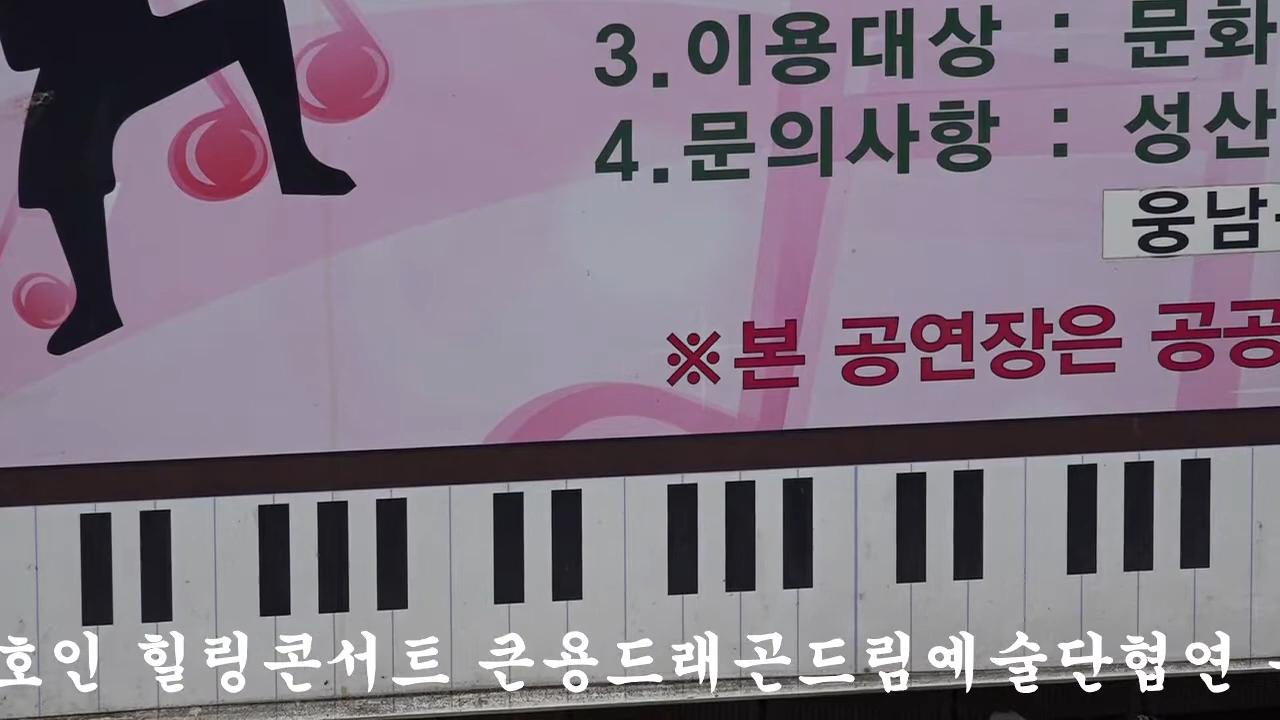 3.이용대상 : 문화
4.문의사항 : 성산
웅남
※본 공연장은 공공
호인 힐링콘서트 큰용드래곤드림예술단협연